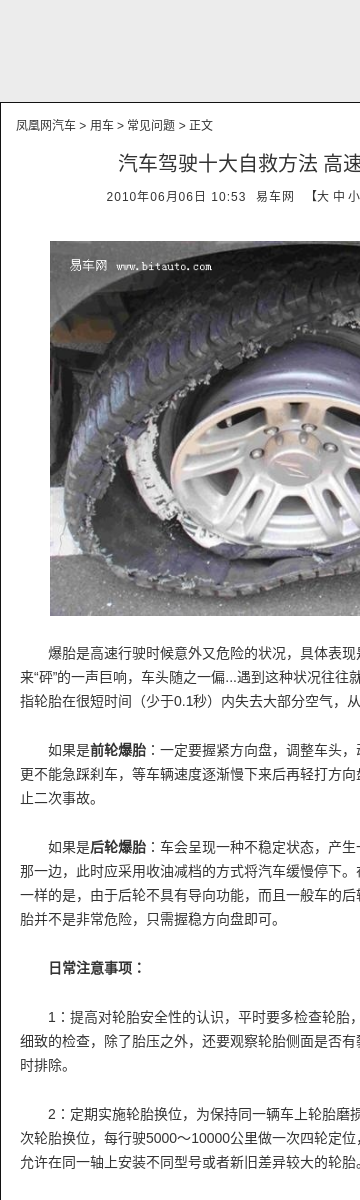 凤凰网汽车 > 用车 > 常见问题 > 正文
汽车驾驶十大自救方法 高速
2010年06月06日 10:53 易车网 【大 中 小
易车网 www.bitauto.com
爆胎是高速行驶时候意外又危险的状况，具体表现是
来“砰”的一声巨响，车头随之一偏...遇到这种状况往往就
指轮胎在很短时间（少于0.1秒）内失去大部分空气，从
如果是前轮爆胎：一定要握紧方向盘，调整车头，
更不能急踩刹车，等车辆速度逐渐慢下来后再轻打方向盘
止二次事故。
如果是后轮爆胎：车会呈现一种不稳定状态，产生一
那一边，此时应采用收油减档的方式将汽车缓慢停下。在
一样的是，由于后轮不具有导向功能，而且一般车的后轮
胎并不是非常危险，只需握稳方向盘即可。
日常注意事项：
1：提高对轮胎安全性的认识，平时要多检查轮胎，
细致的检查，除了胎压之外，还要观察轮胎侧面是否有
时排除。
2：定期实施轮胎换位，为保持同一辆车上轮胎磨损
次轮胎换位，每行驶5000～10000公里做一次四轮定位，
允许在同一轴上安装不同型号或者新旧差异较大的轮胎。